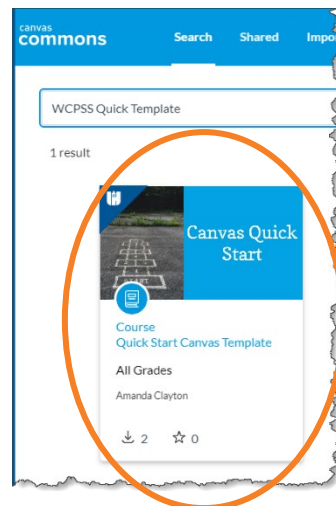 canvas
commons
Search Shared Impor
WCPSS Quick Template
1 result
Canvas Quick
Start
Course
Quick Start Canvas Template
All Grades
Amanda Clayton
2 0